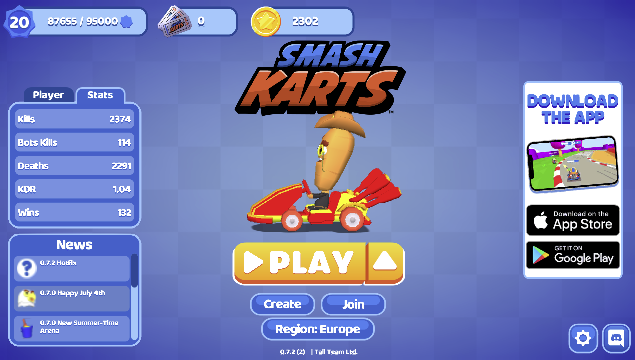 20
87655 / 95000
0
2302
SMASH
KARTS
Player
Stats
Kills 2374
Bots Kills 114
Deaths 2291
KDR 1.04
Wins 132
News
0.7.2 Hotfix
0.7.0 Happy July 4th
0.7.0 New Summer-Time
Arena
PLAY
Create
Join
Region: Europe
0.7.2 (2) | Tall Team Ltd.
DOWNLOAD
THE APP
Download on the
App Store
GET IT ON
Google Play